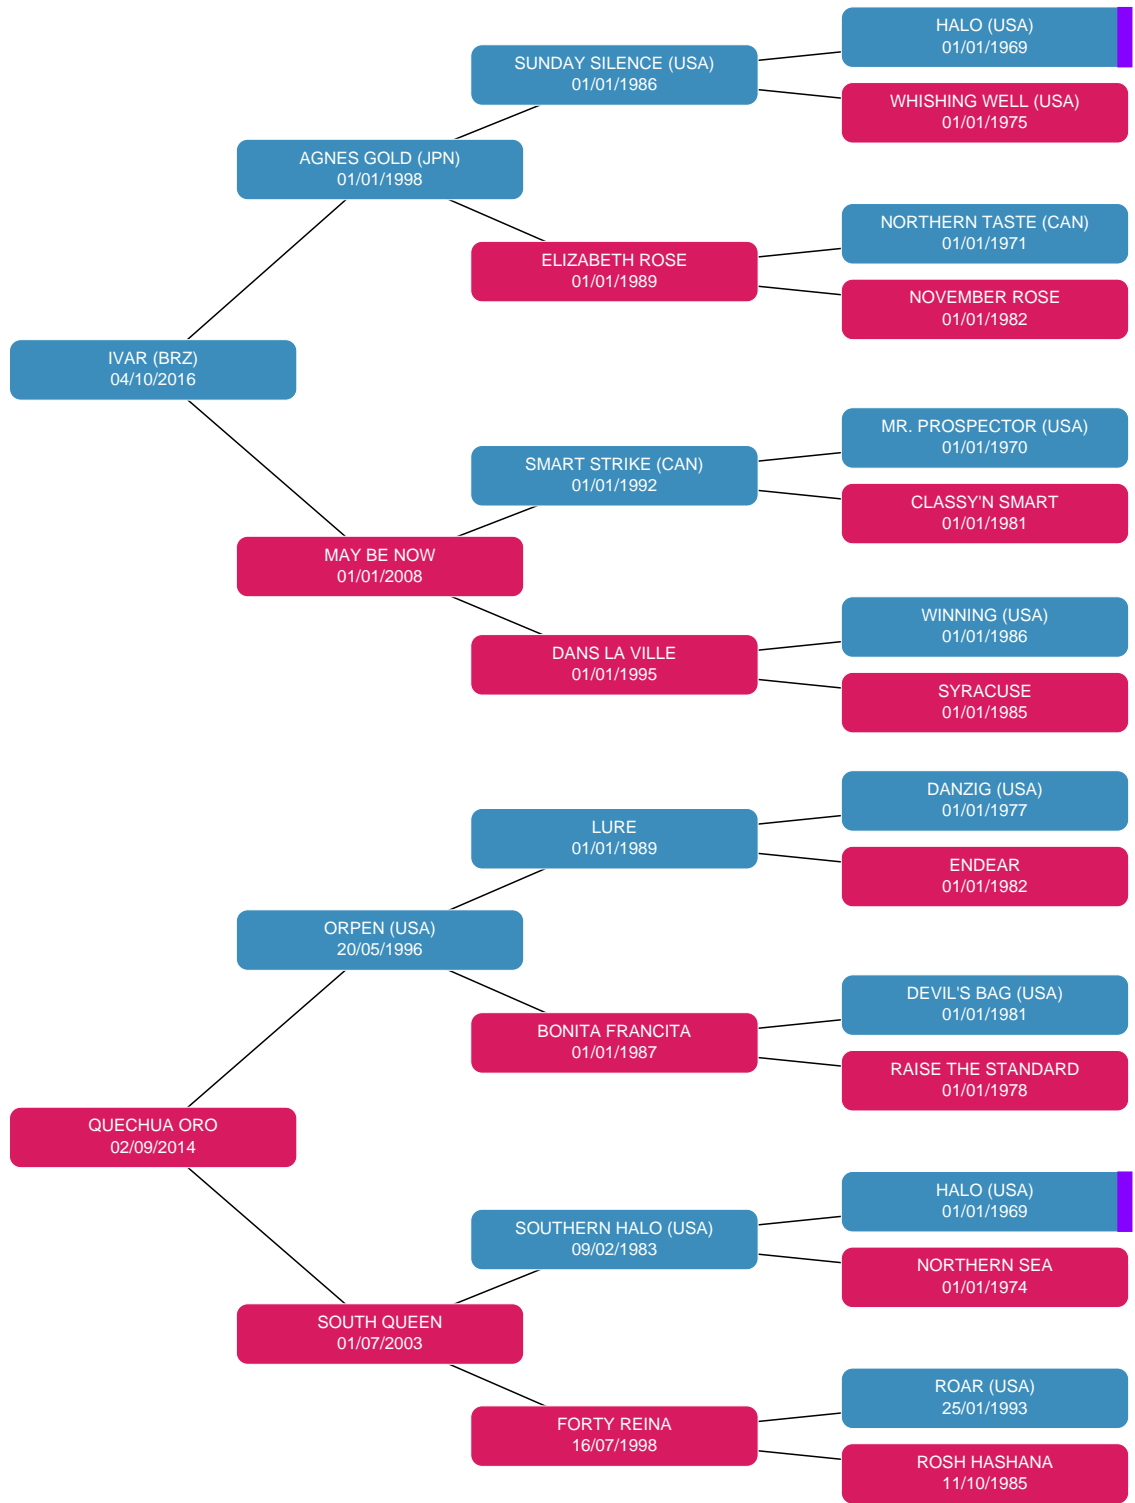 HALO (USA)
01/01/1969
SUNDAY SILENCE (USA)
01/01/1986
WHISHING WELL (USA)
01/01/1975
AGNES GOLD (JPN)
01/01/1998
NORTHERN TASTE (CAN)
01/01/1971
ELIZABETH ROSE
01/01/1989
NOVEMBER ROSE
01/01/1982
IVAR (BRZ)
04/10/2016
MR. PROSPECTOR (USA)
01/01/1970
SMART STRIKE (CAN)
01/01/1992
CLASSY'N SMART
01/01/1981
MAY BE NOW
01/01/2008
WINNING (USA)
01/01/1986
DANS LA VILLE
01/01/1995
SYRACUSE
01/01/1985
DANZIG (USA)
01/01/1977
LURE
01/01/1989
ENDEAR
01/01/1982
ORPEN (USA)
20/05/1996
DEVIL'S BAG (USA)
01/01/1981
BONITA FRANCITA
01/01/1987
RAISE THE STANDARD
01/01/1978
QUECHUA ORO
02/09/2014
HALO (USA)
01/01/1969
SOUTHERN HALO (USA)
09/02/1983
NORTHERN SEA
01/01/1974
SOUTH QUEEN
01/07/2003
ROAR (USA)
25/01/1993
FORTY REINA
16/07/1998
ROSH HASHANA
11/10/1985